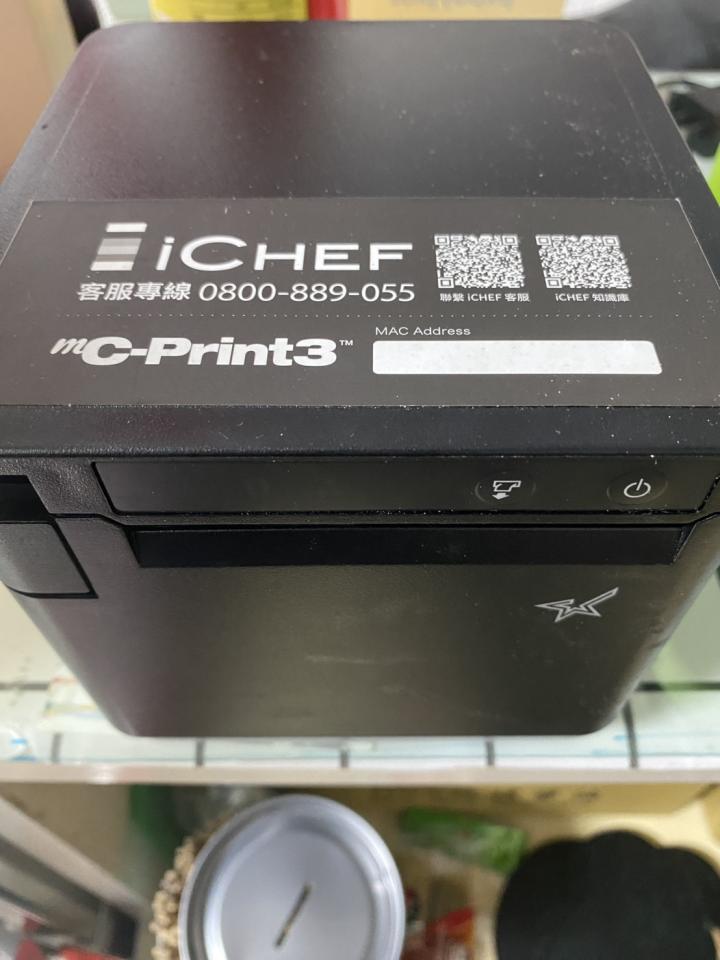 iCHEF
客服專線 0800-889-055
聯繫 iCHEF 客服
iCHEF 知識庫
mC-Print3™
MAC Address